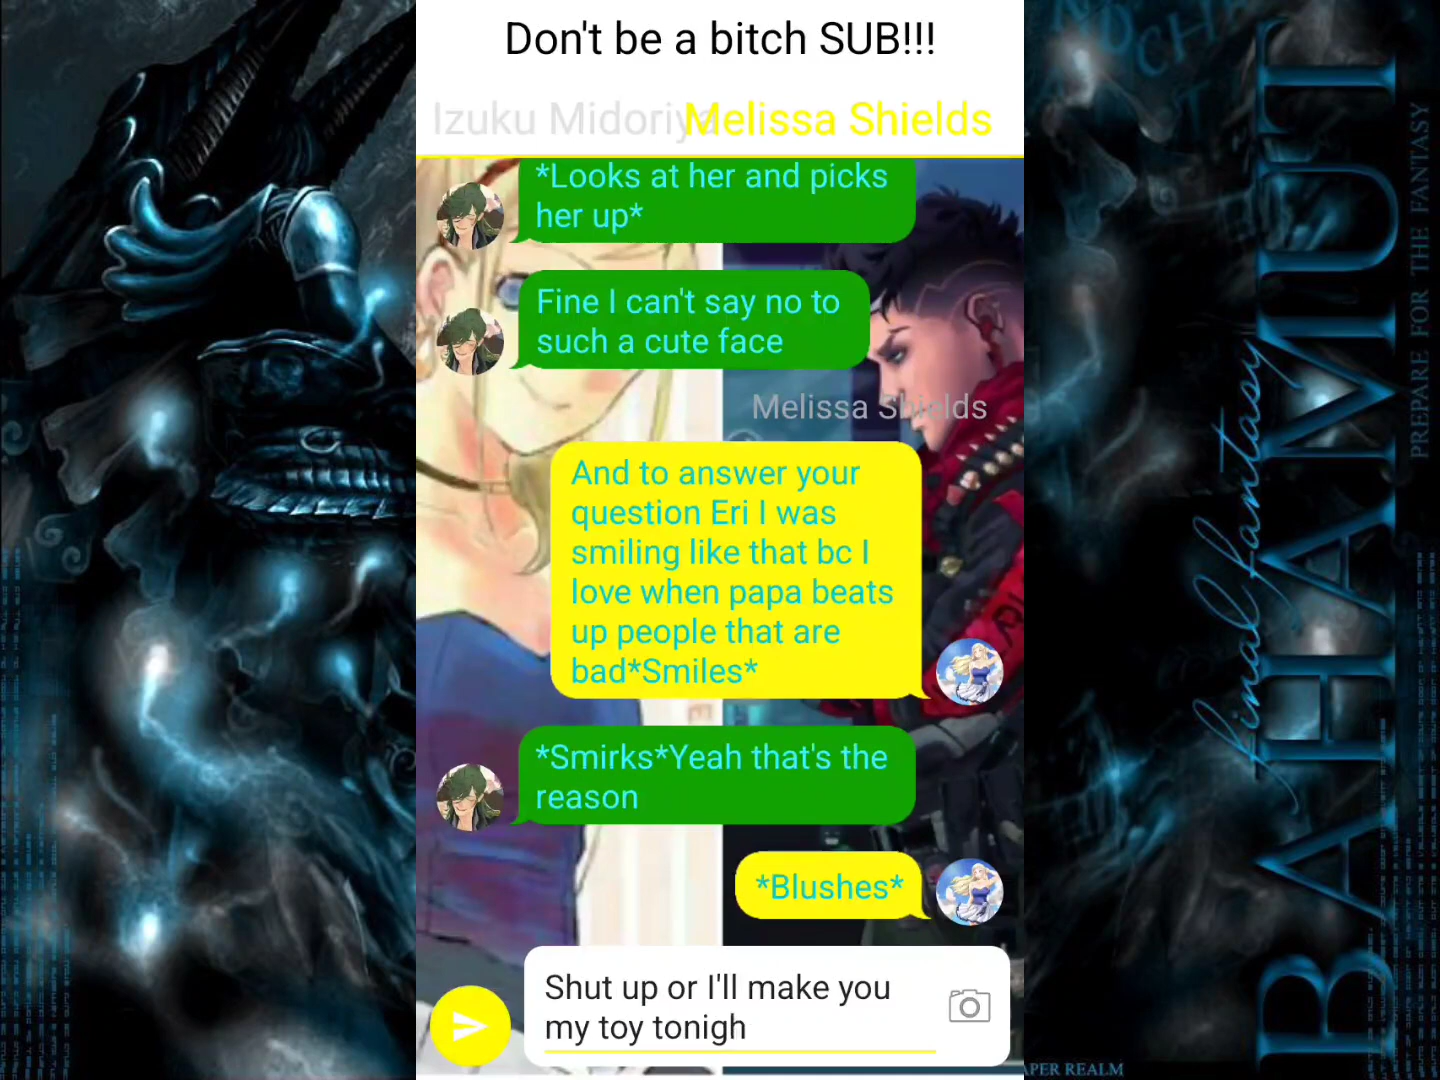 Don't be a bitch SUB!!!
Izuku Midoriya
Melissa Shields
*Looks at her and picks
her up*
Fine I can't say no to
such a cute face
Melissa Shields
And to answer your
question Eri I was
smiling like that bc I
love when papa beats
up people that are
bad*Smiles*
*Smirks*Yeah that's the
reason
*Blushes*
Shut up or I'll make you
my toy tonigh
final fantasy
BAHAMUT
PREPARE FOR THE FANTASY
APER REALM